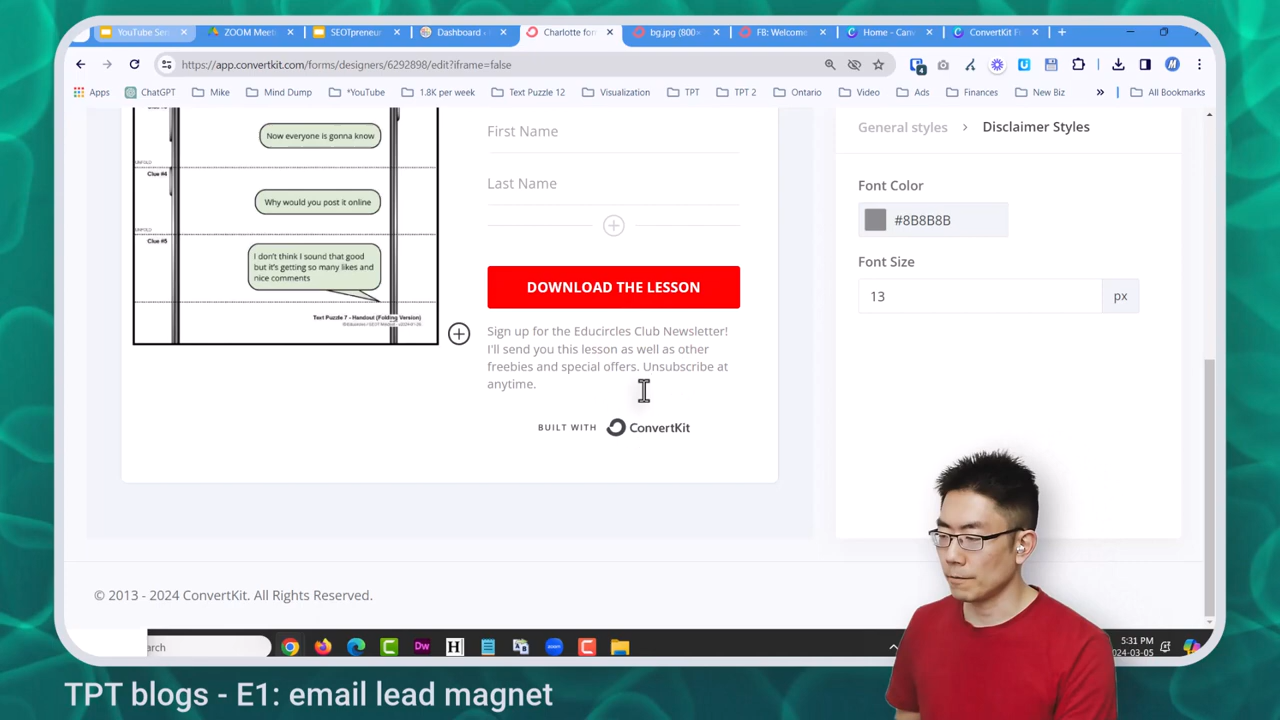 YouTube Ser
ZOOM Meeti
SEOTpreneur
Dashboard -
Charlotte for
bg.jpg (800×
FB: Welcome
Home - Can
ConvertKit F
https://app.convertkit.com/forms/designers/6292898/edit?iframe=false
Apps
ChatGPT
Mike
Mind Dump
*YouTube
1.8K per week
Text Puzzle 12
Visualization
TPT
TPT 2
Ontario
Video
Ads
Finances
New Biz
All Bookmarks
Now everyone is gonna know
UNFOLD
Clue #4
Why would you post it online
UNFOLD
Clue #5
I don't think I sound that good
but it's getting so many likes and
nice comments
Text Puzzle 7 - Handout (Folding Version)
First Name
Last Name
DOWNLOAD THE LESSON
Sign up for the Educircles Club Newsletter!
I'll send you this lesson as well as other
freebies and special offers. Unsubscribe at
anytime.
BUILT WITH ConvertKit
General styles > Disclaimer Styles
Font Color
#8B8B8B
Font Size
13 px
© 2013 - 2024 ConvertKit. All Rights Reserved.
arch
5:31 PM
2024-03-05
TPT blogs - E1: email lead magnet